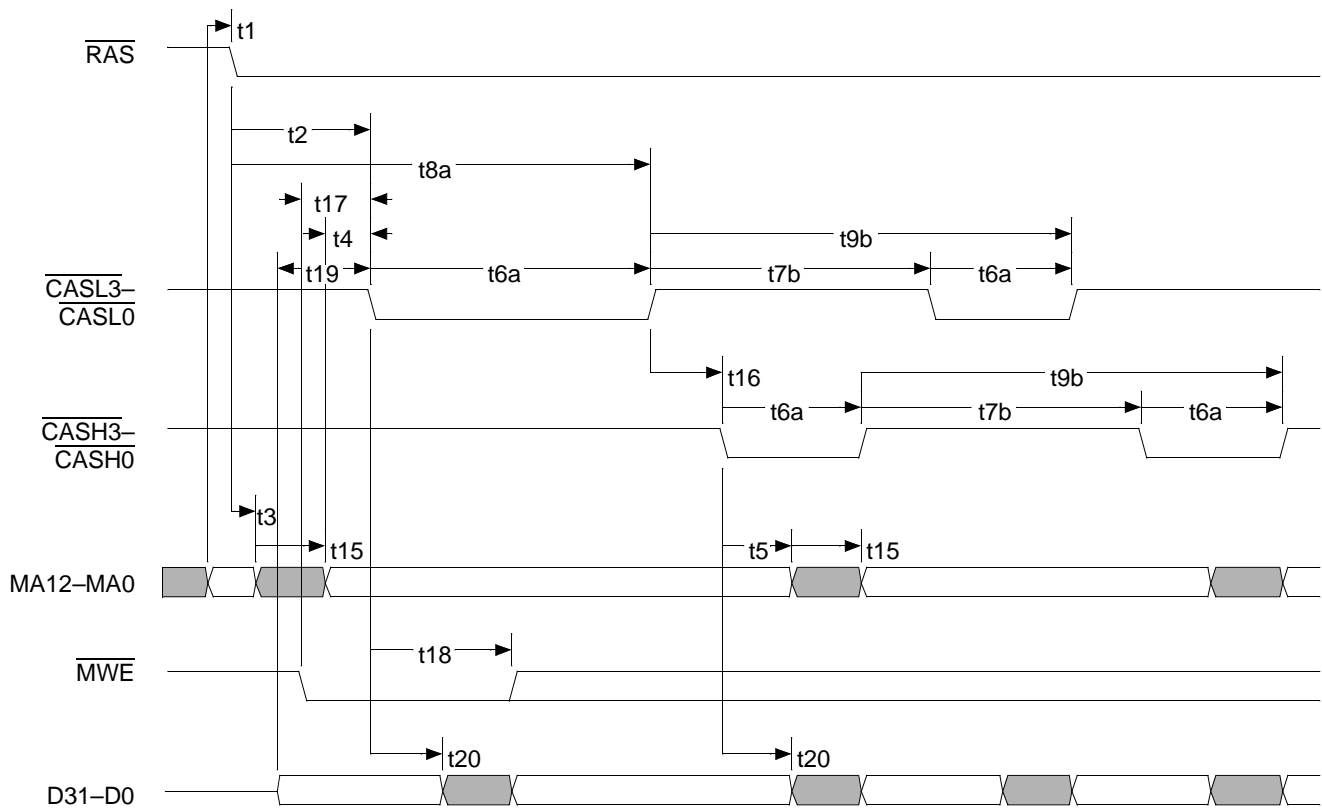 t1
RAS
t2
t8a
t17
t4
t9b
t19
t6a
t7b
t6a
CASL3–
CASL0
t16
t9b
t6a
t7b
t6a
CASH3–
CASH0
t3
t15
t5
t15
MA12–MA0
t18
MWE
t20
t20
D31–D0